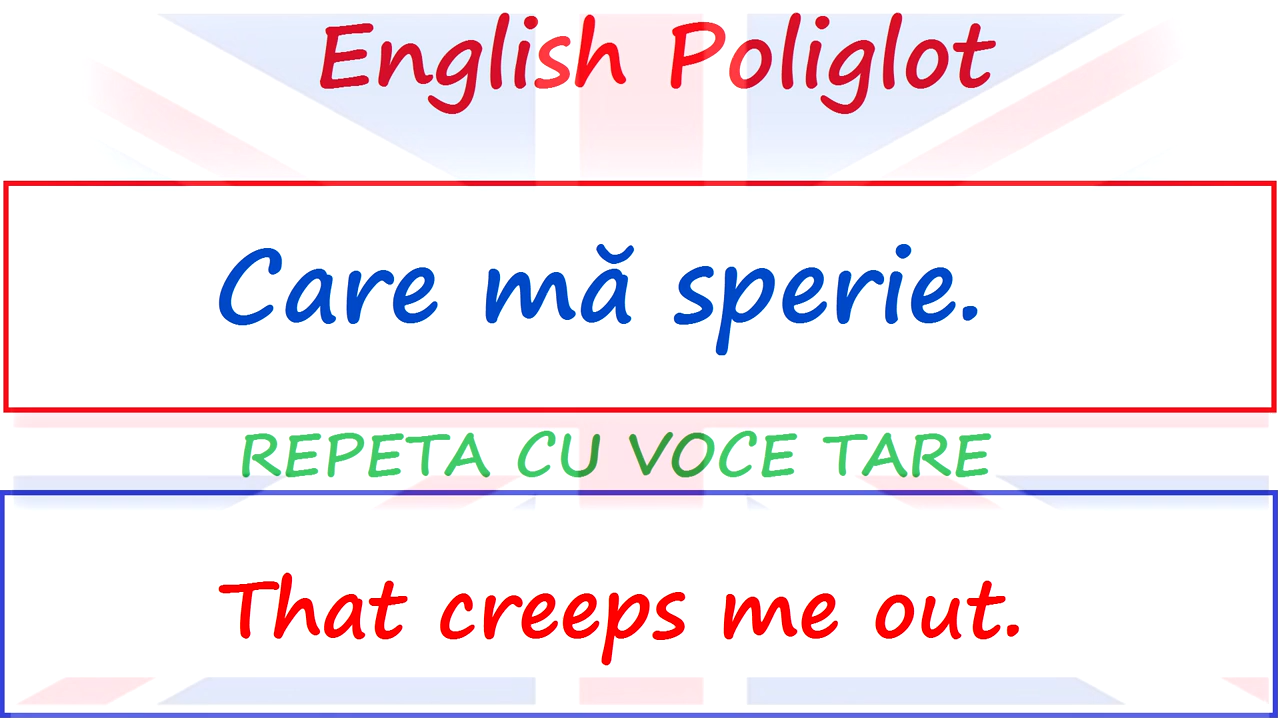 English Poliglot
Care mă sperie.
REPETA CU VOCE TARE
That creeps me out.